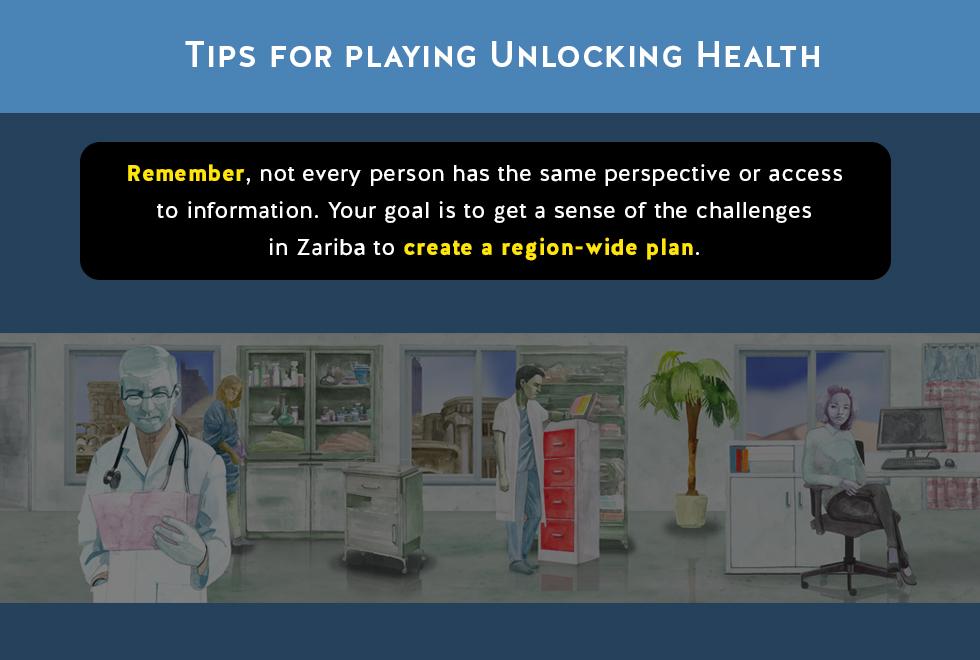 Tips for playing Unlocking Health
Remember, not every person has the same perspective or access
to information. Your goal is to get a sense of the challenges
in Zariba to create a region-wide plan.